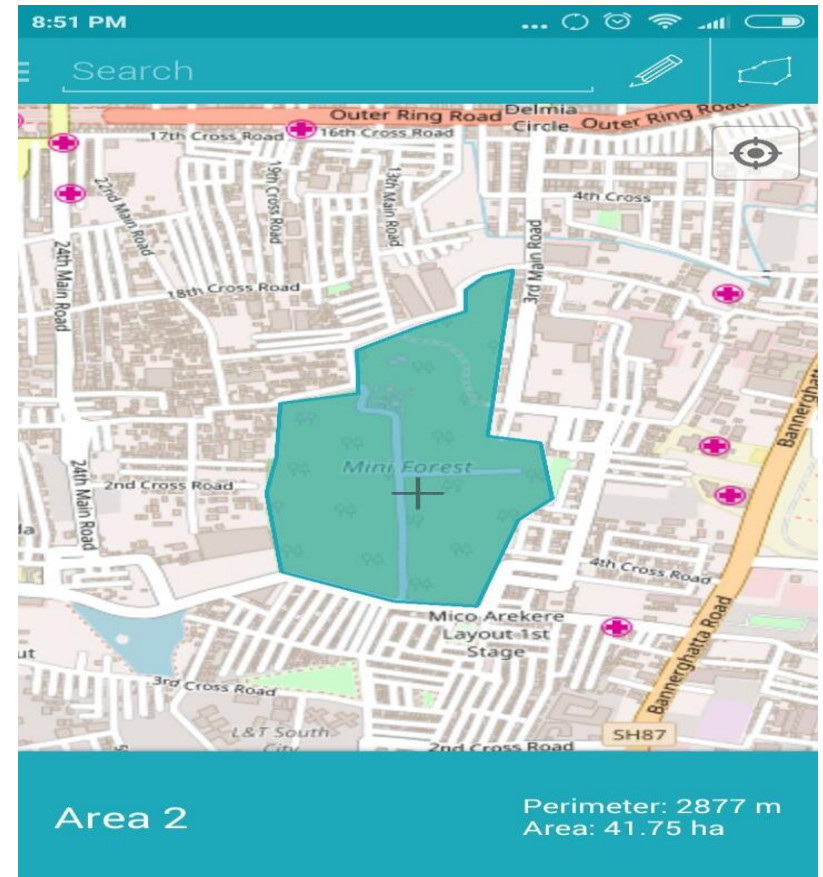 8:51 PM
Search
Outer Ring Road
Delmia
Circle
Outer Ring Road
17th Cross Road
16th Cross Road
22nd Main Road
19th Cross Road
13th Main Road
4th Cross
24th Main Road
3rd Main Road
18th Cross Road
Mini Forest
24th Main Road
2nd Cross Road
4th Cross Road
Mico Arekere
Layout 1st
Stage
3rd Cross Road
Bannerghatta Road
L&T South
City
2nd Cross Road
SH87
Area 2
Perimeter: 2877 m
Area: 41.75 ha